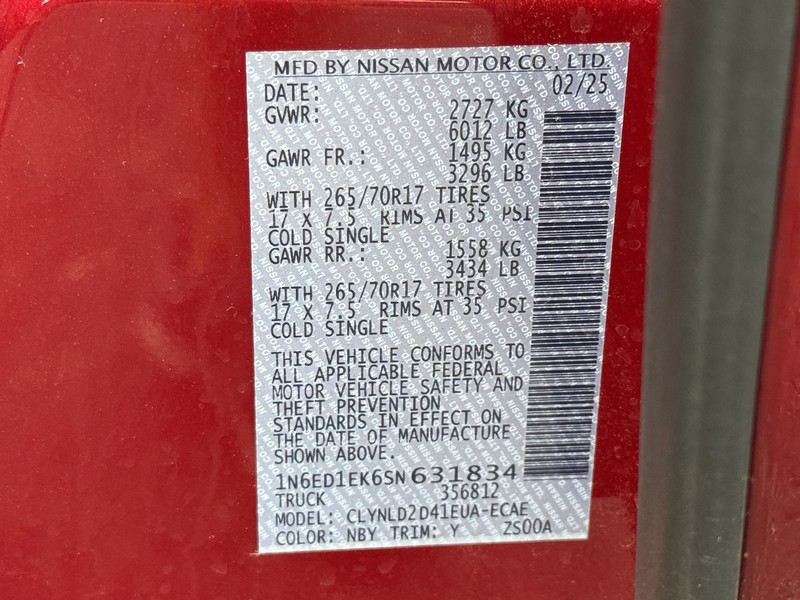 MFD BY NISSAN MOTOR CO., LTD.
DATE: 02/25
GVWR: 2727 KG
6012 LB
GAWR FR.: 1495 KG
3296 LB
WITH 265/70R17 TIRES
17 X 7.5 RIMS AT 35 PSI
COLD SINGLE
GAWR RR.: 1558 KG
3434 LB
WITH 265/70R17 TIRES
17 X 7.5 RIMS AT 35 PSI
COLD SINGLE
THIS VEHICLE CONFORMS TO
ALL APPLICABLE FEDERAL
MOTOR VEHICLE SAFETY AND
THEFT PREVENTION
STANDARDS IN EFFECT ON
THE DATE OF MANUFACTURE
SHOWN ABOVE.
1N6ED1EK6SN631834
TRUCK 356812
MODEL: CLYNLD2D41EUA-ECAE
COLOR: NBY TRIM: Y ZS00A